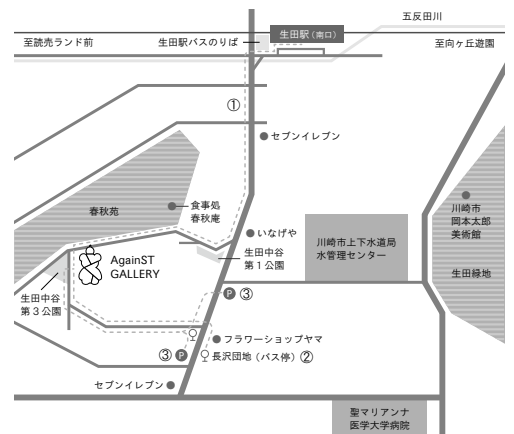 五反田川
至読売ランド前
生田駅バスのりば
生田駅（南口）
至向ヶ丘遊園
①
セブンイレブン
食事処
春秋庵
春秋苑
川崎市
岡本太郎
美術館
いなげや
川崎市上下水道局
水管理センター
AgainST
GALLERY
生田中谷
第1公園
生田緑地
生田中谷
第3公園
P ③
フラワーショップヤマ
③ P
長沢団地（バス停）②
セブンイレブン
聖マリアンナ
医学大学病院